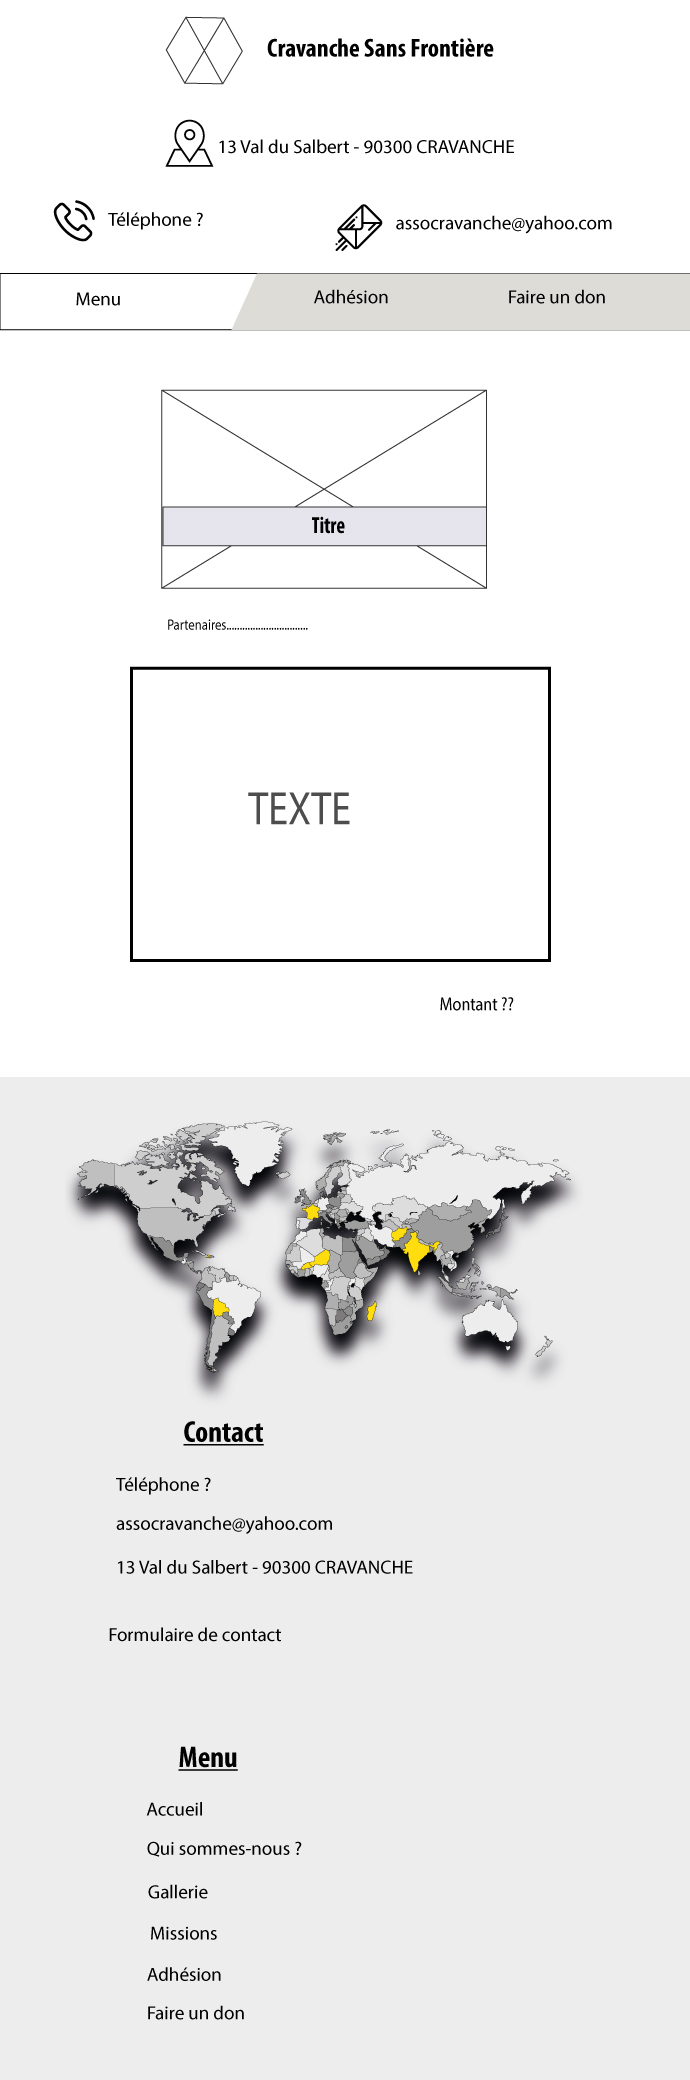 Cravanche Sans Frontière
13 Val du Salbert - 90300 CRAVANCHE
Téléphone ?
assocravanche@yahoo.com
Menu
Adhésion
Faire un don
Titre
Partenaires...............................
TEXTE
Montant ??
Contact
Téléphone ?
assocravanche@yahoo.com
13 Val du Salbert - 90300 CRAVANCHE
Formulaire de contact
Menu
Accueil
Qui sommes-nous ?
Gallerie
Missions
Adhésion
Faire un don